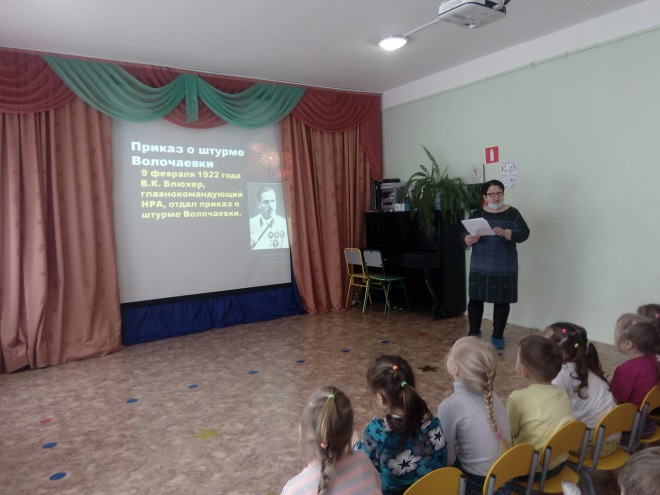 Приказ о штурме
Волочаевки
9 февраля 1922 года
В.К. Блюхер,
главнокомандующий
НРА, отдал приказ о
штурме Волочаевки.